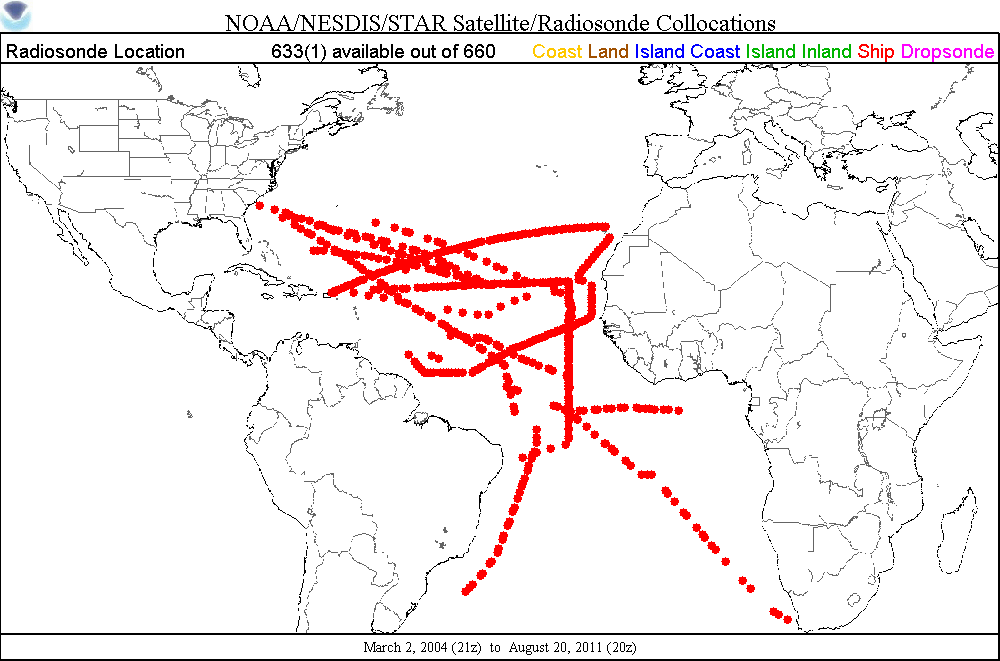 NOAA/NESDIS/STAR Satellite/Radiosonde Collocations
Radiosonde Location 633(1) available out of 660 Coast Land Island Coast Island Inland Ship Dropsonde
March 2, 2004 (21z) to August 20, 2011 (20z)